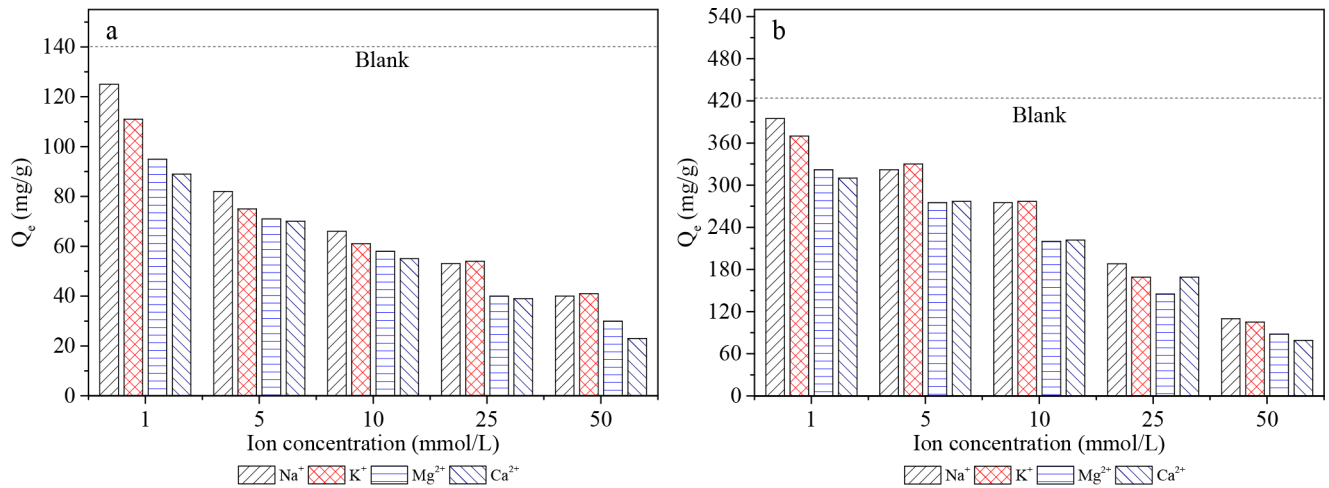 a
140
120
100
80
60
40
20
0
Qe (mg/g)
Blank
1 5 10 25 50
Ion concentration (mmol/L)
Na⁺ K⁺ Mg²⁺ Ca²⁺
b
540
480
420
360
300
240
180
120
60
0
Qe (mg/g)
Blank
1 5 10 25 50
Ion concentration (mmol/L)
Na⁺ K⁺ Mg²⁺ Ca²⁺